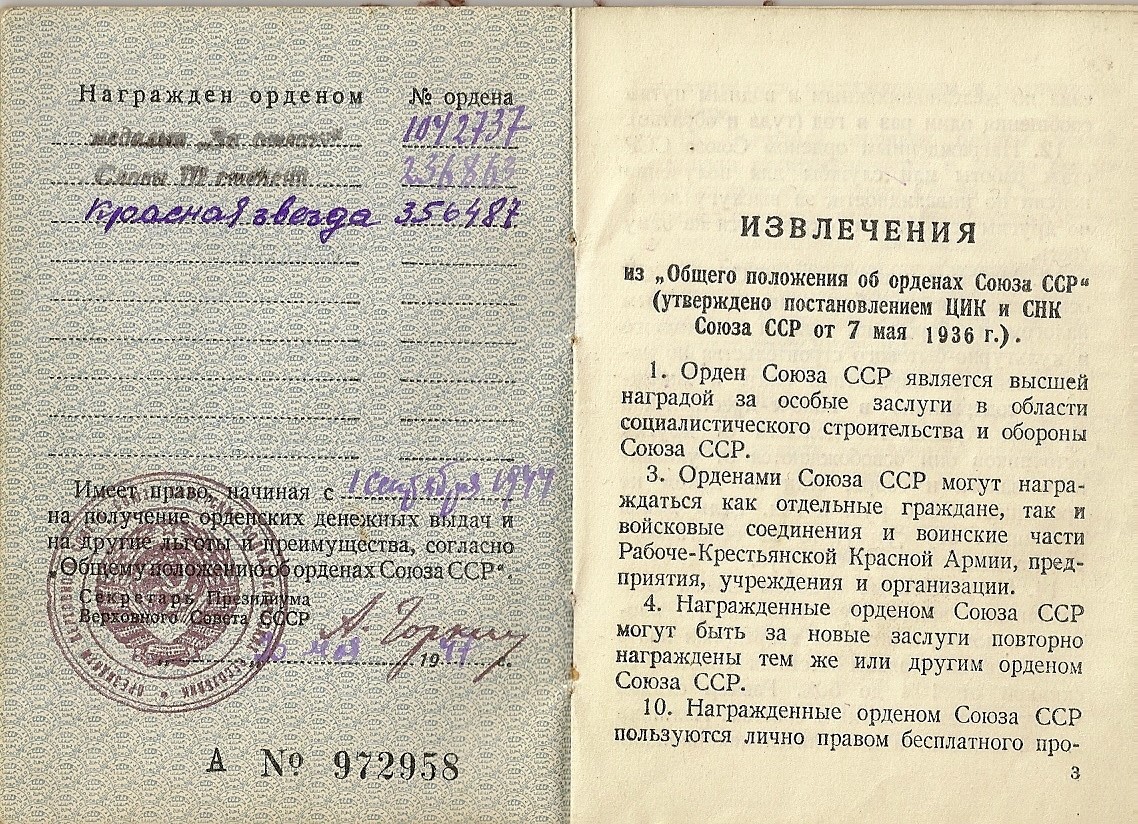 Награжден орденом № ордена
медалью „За отвагу“ 1042737
Славы III степени 236863
Красная звезда 356487
Имеет право, начиная с 1 сентября 1944
на получение орденских денежных выдач и
на другие льготы и преимущества, согласно
„Общему положению об орденах Союза ССР“.
Секретарь Президиума
Верховного Совета СССР
А. Горкин
мая 1947 г.
А № 972958
ИЗВЛЕЧЕНИЯ
из „Общего положения об орденах Союза ССР“
(утверждено постановлением ЦИК и СНК
Союза ССР от 7 мая 1936 г.).
1. Орден Союза ССР является высшей
наградой за особые заслуги в области
социалистического строительства и обороны
Союза ССР.
3. Орденами Союза ССР могут награ-
ждаться как отдельные граждане, так и
войсковые соединения и воинские части
Рабоче-Крестьянской Красной Армии, пред-
приятия, учреждения и организации.
4. Награжденные орденом Союза ССР
могут быть за новые заслуги повторно
награждены тем же или другим орденом
Союза ССР.
10. Награжденные орденом Союза ССР
пользуются лично правом бесплатного про-
3